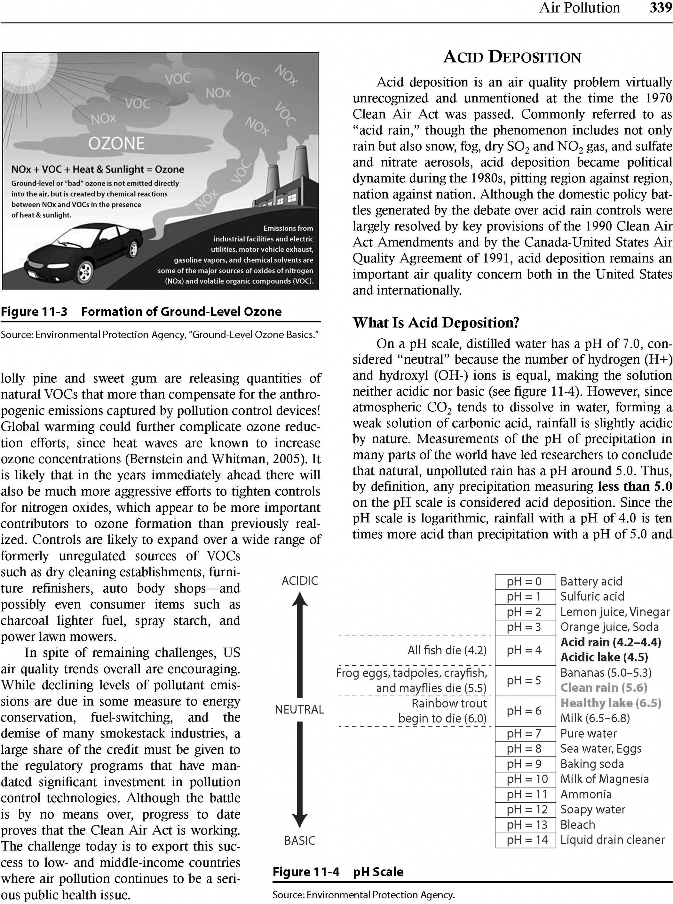 Air Pollution 339
VOC
VOC
NOx
NOx
VOC
VOC
NOx
NOx
OZONE
NOx
VOC
NOx + VOC + Heat & Sunlight = Ozone
Ground-level or "bad" ozone is not emitted directly
into the air, but is created by chemical reactions
between NOx and VOCs in the presence
of heat & sunlight.
Emissions from
industrial facilities and electric
utilities, motor vehicle exhaust,
gasoline vapors, and chemical solvents are
some of the major sources of oxides of nitrogen
(NOx) and volatile organic compounds (VOC).
Figure 11-3 Formation of Ground-Level Ozone
Source: Environmental Protection Agency, "Ground-Level Ozone Basics."
lolly pine and sweet gum are releasing quantities of
natural VOCs that more than compensate for the anthro-
pogenic emissions captured by pollution control devices!
Global warming could further complicate ozone reduc-
tion efforts, since heat waves are known to increase
ozone concentrations (Bernstein and Whitman, 2005). It
is likely that in the years immediately ahead there will
also be much more aggressive efforts to tighten controls
for nitrogen oxides, which appear to be more important
contributors to ozone formation than previously real-
ized. Controls are likely to expand over a wide range of
formerly unregulated sources of VOCs
such as dry cleaning establishments, furni-
ture refinishers, auto body shops—and
possibly even consumer items such as
charcoal lighter fuel, spray starch, and
power lawn mowers.
In spite of remaining challenges, US
air quality trends overall are encouraging.
While declining levels of pollutant emis-
sions are due in some measure to energy
conservation, fuel-switching, and the
demise of many smokestack industries, a
large share of the credit must be given to
the regulatory programs that have man-
dated significant investment in pollution
control technologies. Although the battle
is by no means over, progress to date
proves that the Clean Air Act is working.
The challenge today is to export this suc-
cess to low- and middle-income countries
where air pollution continues to be a seri-
ous public health issue.
ACID DEPOSITION
Acid deposition is an air quality problem virtually
unrecognized and unmentioned at the time the 1970
Clean Air Act was passed. Commonly referred to as
"acid rain," though the phenomenon includes not only
rain but also snow, fog, dry SO2 and NO2 gas, and sulfate
and nitrate aerosols, acid deposition became political
dynamite during the 1980s, pitting region against region,
nation against nation. Although the domestic policy bat-
tles generated by the debate over acid rain controls were
largely resolved by key provisions of the 1990 Clean Air
Act Amendments and by the Canada-United States Air
Quality Agreement of 1991, acid deposition remains an
important air quality concern both in the United States
and internationally.
What Is Acid Deposition?
On a pH scale, distilled water has a pH of 7.0, con-
sidered "neutral" because the number of hydrogen (H+)
and hydroxyl (OH-) ions is equal, making the solution
neither acidic nor basic (see figure 11-4). However, since
atmospheric CO2 tends to dissolve in water, forming a
weak solution of carbonic acid, rainfall is slightly acidic
by nature. Measurements of the pH of precipitation in
many parts of the world have led researchers to conclude
that natural, unpolluted rain has a pH around 5.0. Thus,
by definition, any precipitation measuring less than 5.0
on the pH scale is considered acid deposition. Since the
pH scale is logarithmic, rainfall with a pH of 4.0 is ten
times more acid than precipitation with a pH of 5.0 and
ACIDIC
NEUTRAL
BASIC
All fish die (4.2)
Frog eggs, tadpoles, crayfish,
and mayflies die (5.5)
Rainbow trout
begin to die (6.0)
pH = 0 Battery acid
pH = 1 Sulfuric acid
pH = 2 Lemon juice, Vinegar
pH = 3 Orange juice, Soda
pH = 4 Acid rain (4.2–4.4)
Acidic lake (4.5)
pH = 5 Bananas (5.0–5.3)
Clean rain (5.6)
pH = 6 Healthy lake (6.5)
Milk (6.5–6.8)
pH = 7 Pure water
pH = 8 Sea water, Eggs
pH = 9 Baking soda
pH = 10 Milk of Magnesia
pH = 11 Ammonia
pH = 12 Soapy water
pH = 13 Bleach
pH = 14 Liquid drain cleaner
Figure 11-4 pH Scale
Source: Environmental Protection Agency.